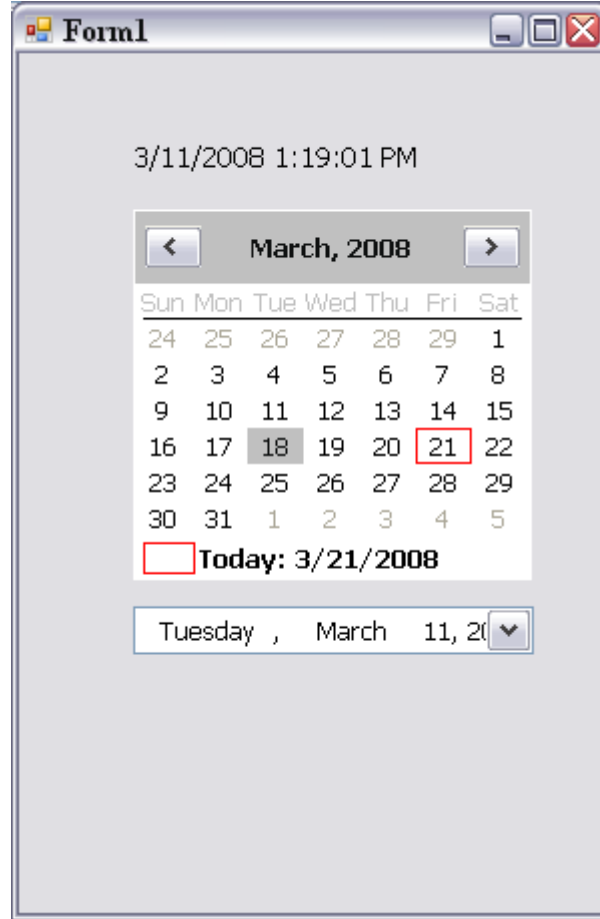 Form1
3/11/2008 1:19:01 PM
March, 2008
Sun Mon Tue Wed Thu Fri Sat
24 25 26 27 28 29 1
2 3 4 5 6 7 8
9 10 11 12 13 14 15
16 17 18 19 20 21 22
23 24 25 26 27 28 29
30 31 1 2 3 4 5
Today: 3/21/2008
Tuesday , March 11, 20